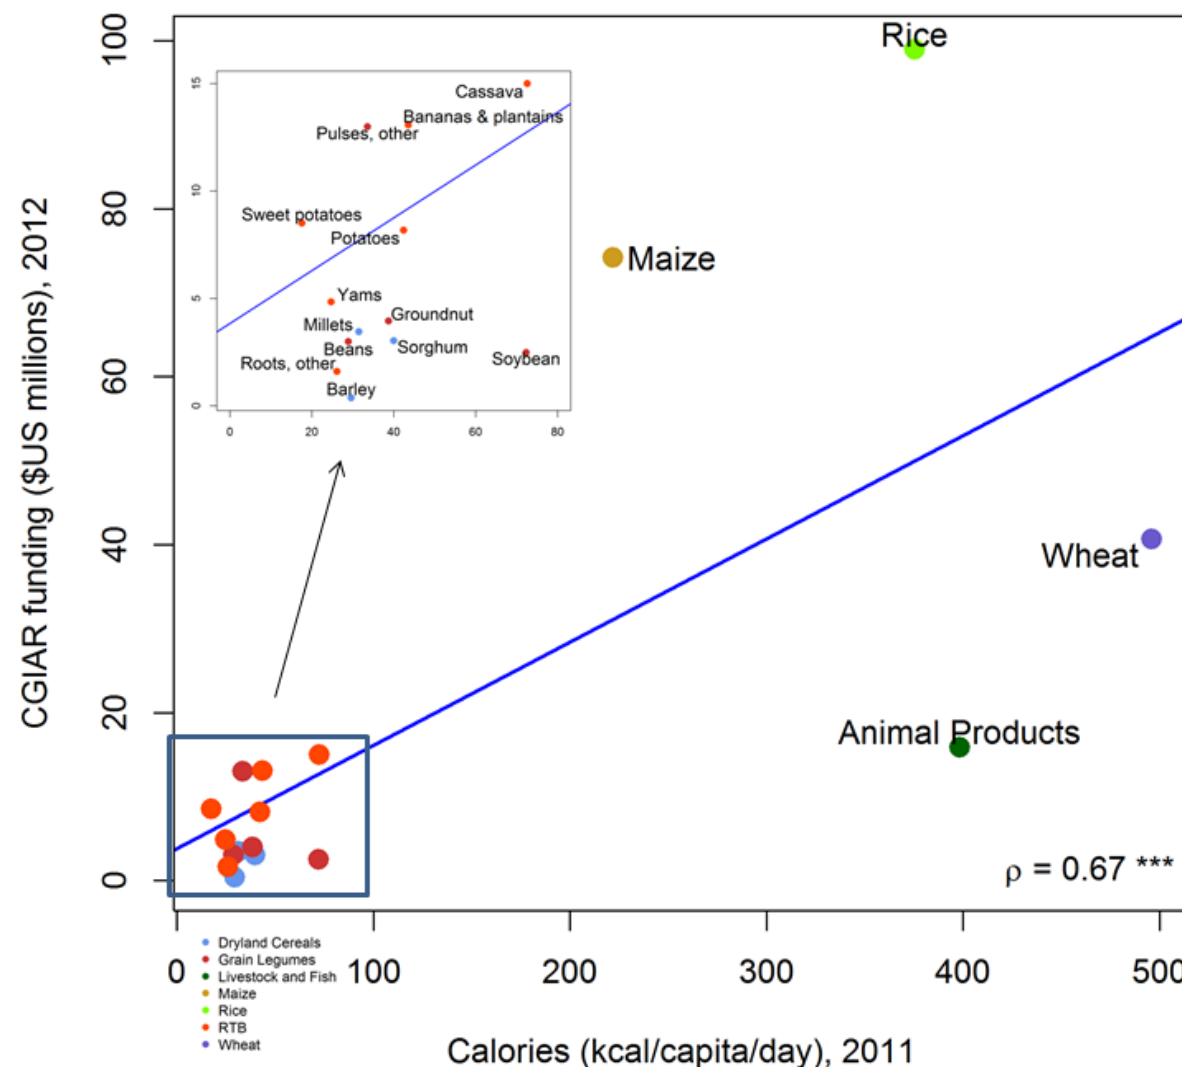 CGIAR funding ($US millions), 2012
100
80
60
40
20
0
Rice
Maize
Wheat
Animal Products
ρ = 0.67 ***
15
10
5
0
Cassava
Bananas & plantains
Pulses, other
Sweet potatoes
Potatoes
Yams
Groundnut
Millets
Beans
Sorghum
Soybean
Roots, other
Barley
0 20 40 60 80
0 100 200 300 400 500
Dryland Cereals
Grain Legumes
Livestock and Fish
Maize
Rice
RTB
Wheat
Calories (kcal/capita/day), 2011